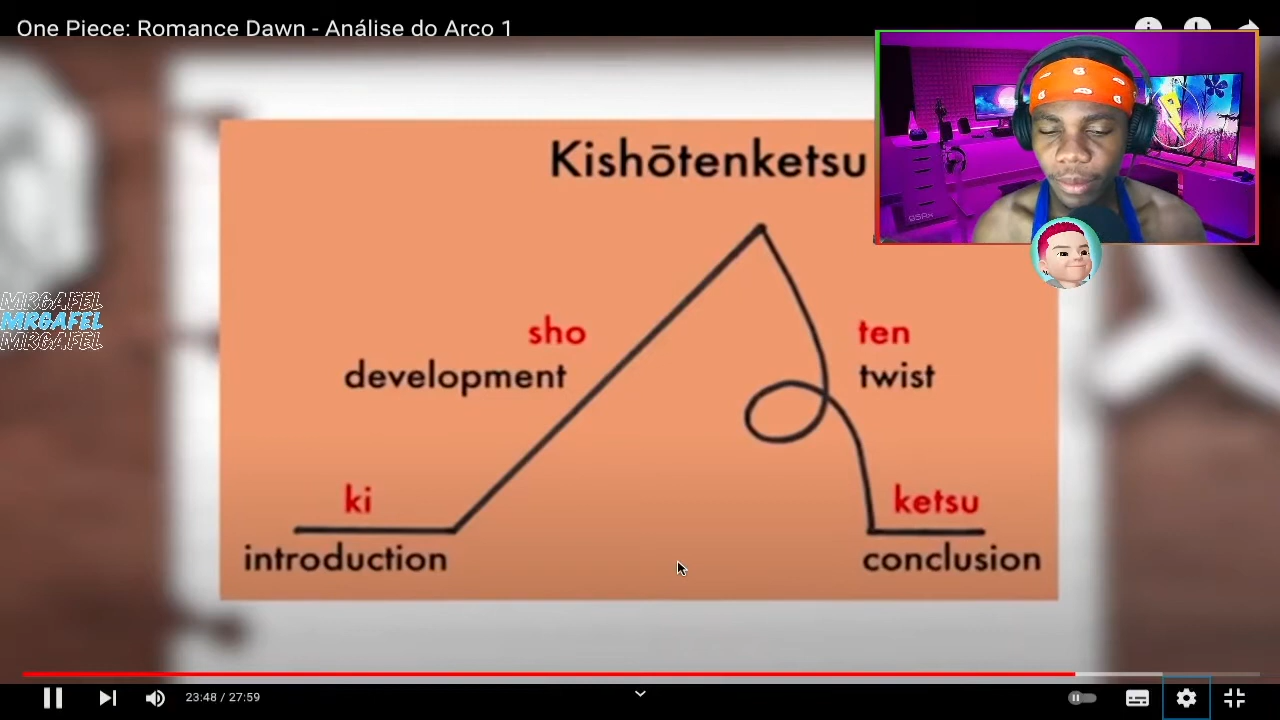 One Piece: Romance Dawn - Análise do Arco 1
Kishōtenketsu
sho
development
ten
twist
ki
introduction
ketsu
conclusion
MRGAFEL
MRGAFEL
MRGAFEL
23:48 / 27:59